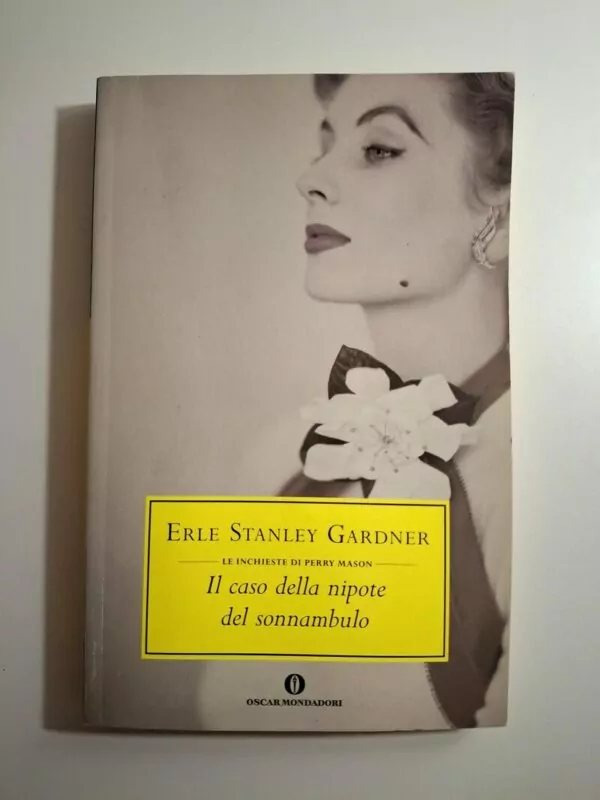 ERLE STANLEY GARDNER
LE INCHIESTE DI PERRY MASON
Il caso della nipote
del sonnambulo
OSCAR MONDADORI